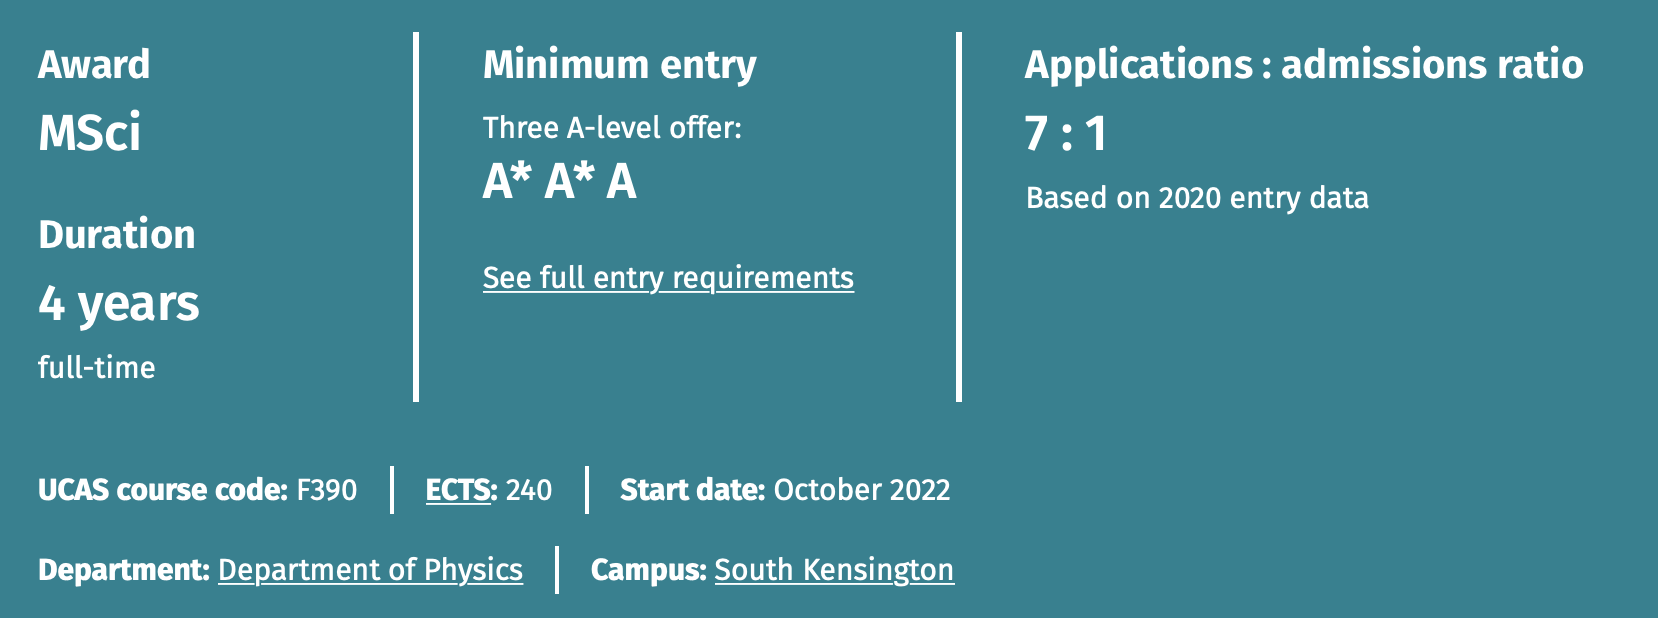 Award
MSci
Duration
4 years
full-time
Minimum entry
Three A-level offer:
A* A* A
See full entry requirements
Applications : admissions ratio
7 : 1
Based on 2020 entry data
UCAS course code: F390
ECTS: 240
Start date: October 2022
Department: Department of Physics
Campus: South Kensington